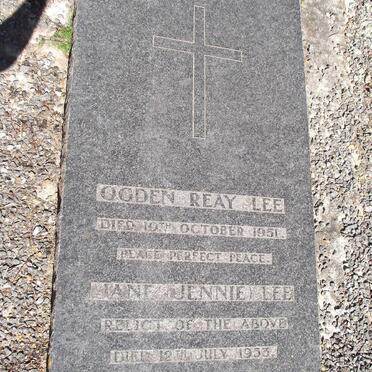 OGDEN REAY LEE
DIED 19TH OCTOBER 1951.
PEACE PERFECT PEACE.
JANE (JENNIE) LEE
RELICT OF THE ABOVE
DIED 12TH JULY 1953.